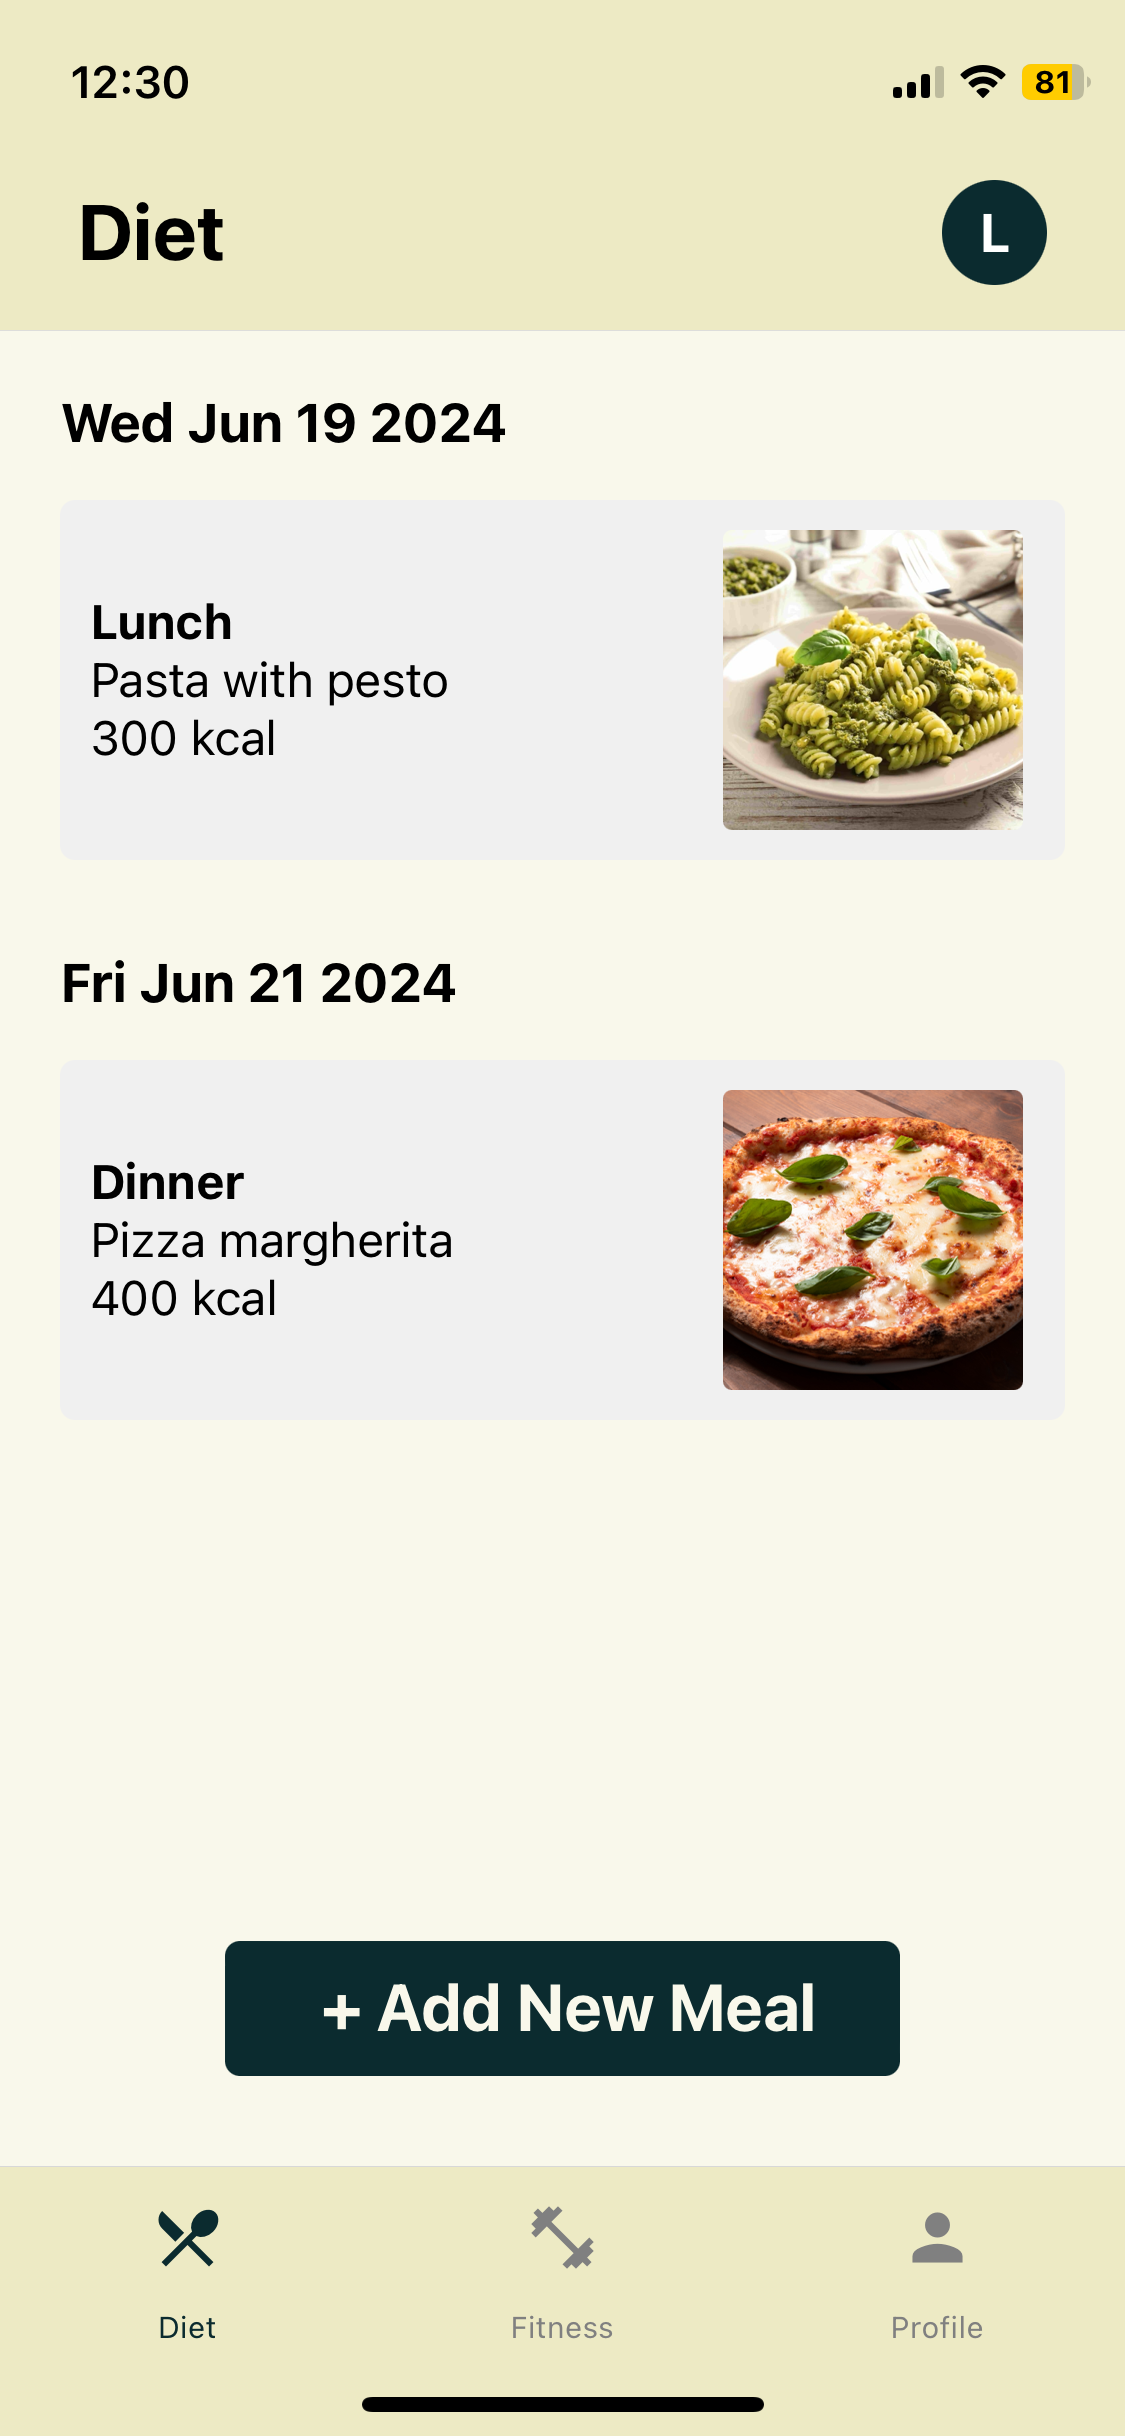 12:30
81
Diet
L
Wed Jun 19 2024
Lunch
Pasta with pesto
300 kcal
Fri Jun 21 2024
Dinner
Pizza margherita
400 kcal
+ Add New Meal
Diet
Fitness
Profile